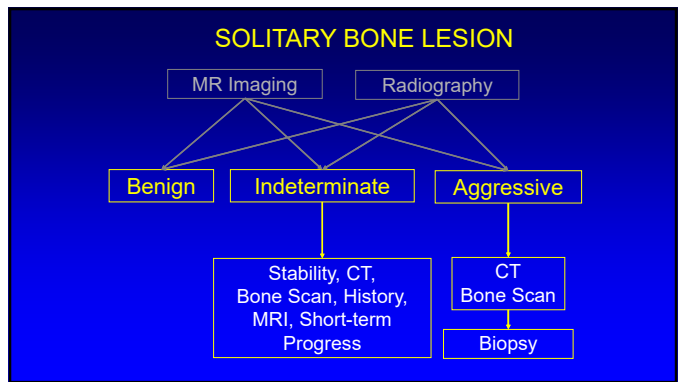 SOLITARY BONE LESION
MR Imaging
Radiography
Benign
Indeterminate
Aggressive
Stability, CT,
Bone Scan, History,
MRI, Short-term
Progress
CT
Bone Scan
Biopsy